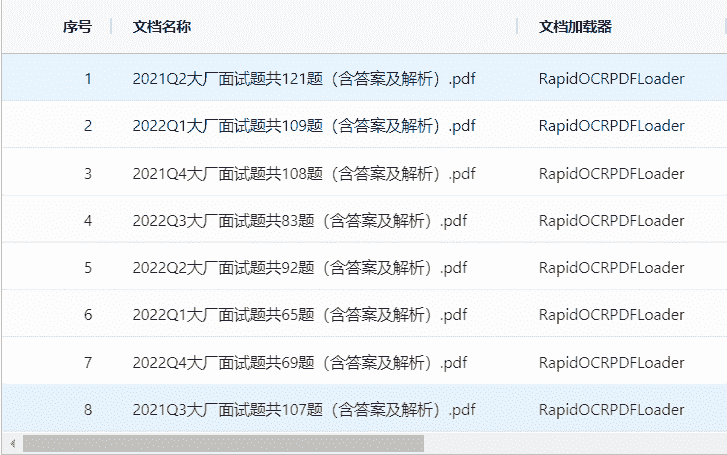 序号 文档名称 文档加载器
1 2021Q2大厂面试题共121题（含答案及解析）.pdf RapidOCRPDFLoader
2 2022Q1大厂面试题共109题（含答案及解析）.pdf RapidOCRPDFLoader
3 2021Q4大厂面试题共108题（含答案及解析）.pdf RapidOCRPDFLoader
4 2022Q3大厂面试题共83题（含答案及解析）.pdf RapidOCRPDFLoader
5 2022Q2大厂面试题共92题（含答案及解析）.pdf RapidOCRPDFLoader
6 2022Q1大厂面试题共65题（含答案及解析）.pdf RapidOCRPDFLoader
7 2022Q4大厂面试题共69题（含答案及解析）.pdf RapidOCRPDFLoader
8 2021Q3大厂面试题共107题（含答案及解析）.pdf RapidOCRPDFLoader